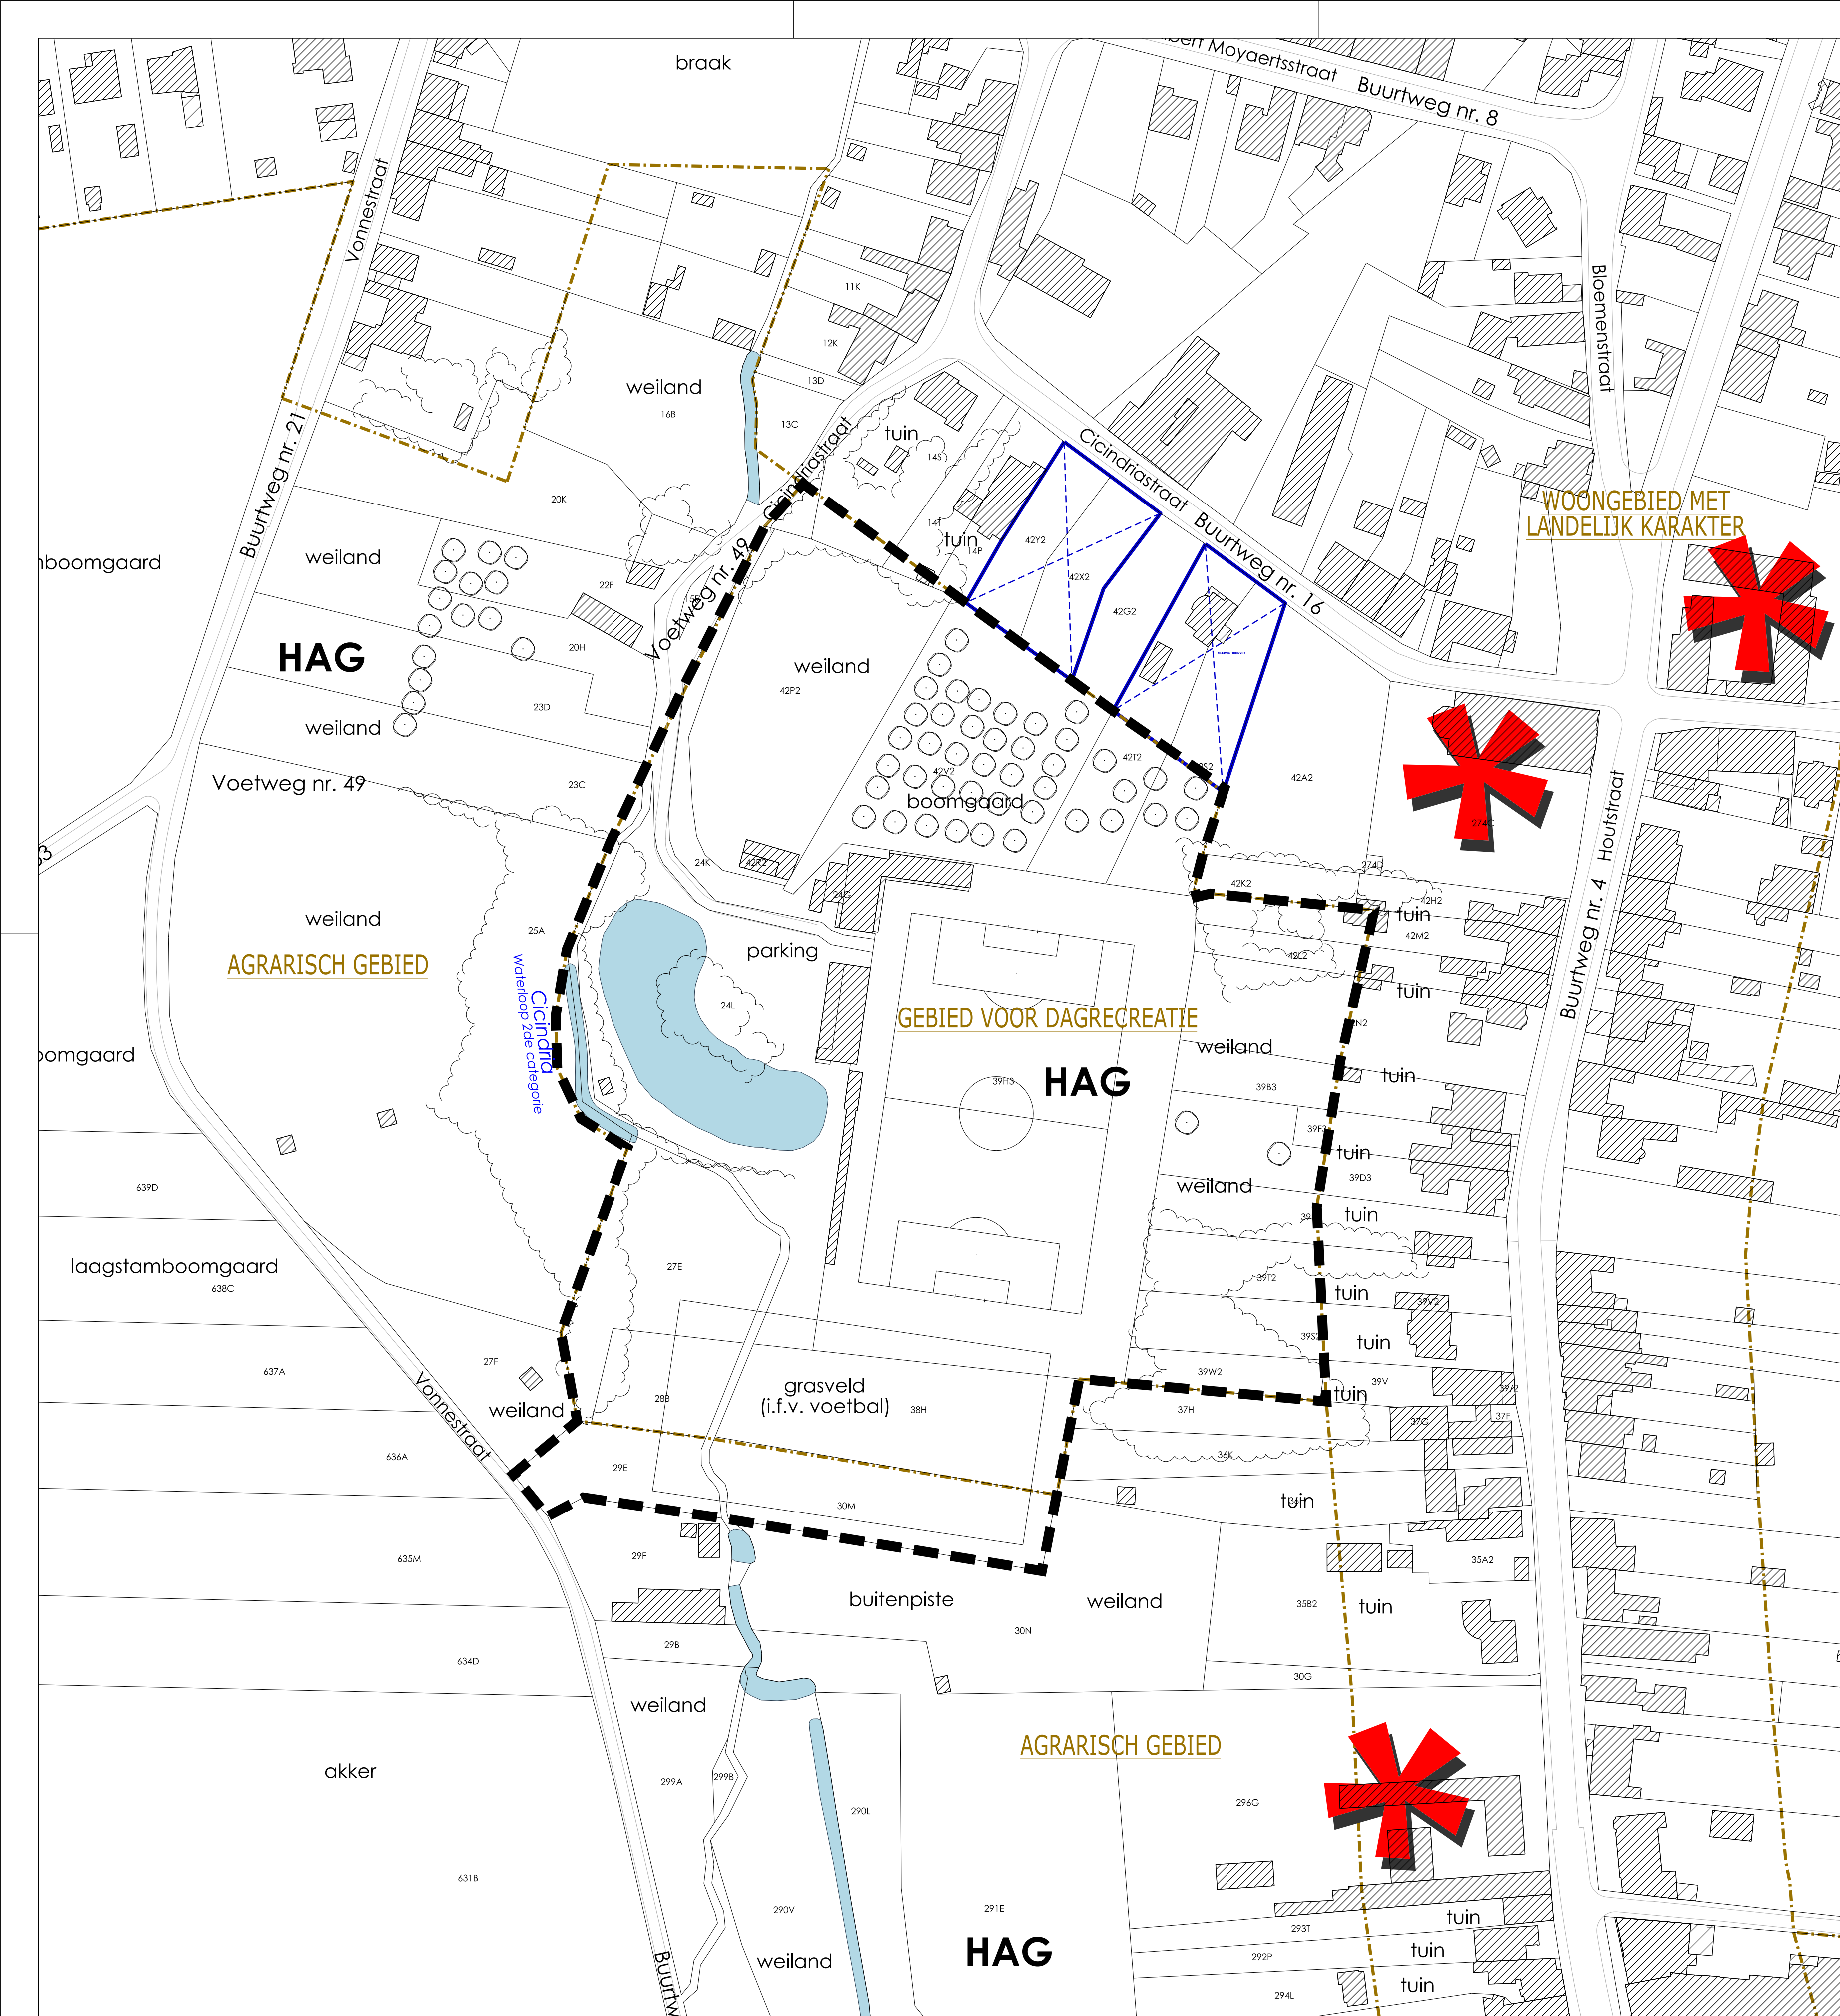 braak
Moyaertsstraat
Buurtweg nr. 8
Vonnestraat
Bloemenstraat
11K
12K
13D
weiland
16B
13C
Cicindriastraat
tuin
14S
Cicindriastraat
Buurtweg nr. 16
Buurtweg nr. 21
20K
WOONGEBIED MET
LANDELIJK KARAKTER
14T
tuin
14P
42Y2
42X2
42G2
weiland
22F
Voetweg nr. 49
HAG
20H
weiland
42P2
23D
weiland
Voetweg nr. 49
23C
42V2
boomgaard
42T2
42A2
274C
Houtstraat
24K
42R2
24G
274D
42K2
42H2
tuin
42M2
42L2
weiland
25A
AGRARISCH GEBIED
parking
tuin
Cicindria
Waterloop 2de categorie
24L
GEBIED VOOR DAGRECREATIE
Buurtweg nr. 4
weiland
HAG
39H3
39B3
tuin
39F3
tuin
39D3
639D
weiland
tuin
laagstamboomgaard
638C
27E
39T2
tuin
39V2
39S2
tuin
27F
637A
39W2
39V
grasveld
(i.f.v. voetbal)
38H
28B
tuin
37H
37G
37F
weiland
Vonnestraat
636A
29E
36K
30M
tuin
635M
29F
35A2
buitenpiste
weiland
35B2
tuin
30N
29B
634D
30G
weiland
AGRARISCH GEBIED
akker
299A
299B
290L
296G
631B
290V
291E
HAG
weiland
293T
tuin
292P
tuin
294L
tuin